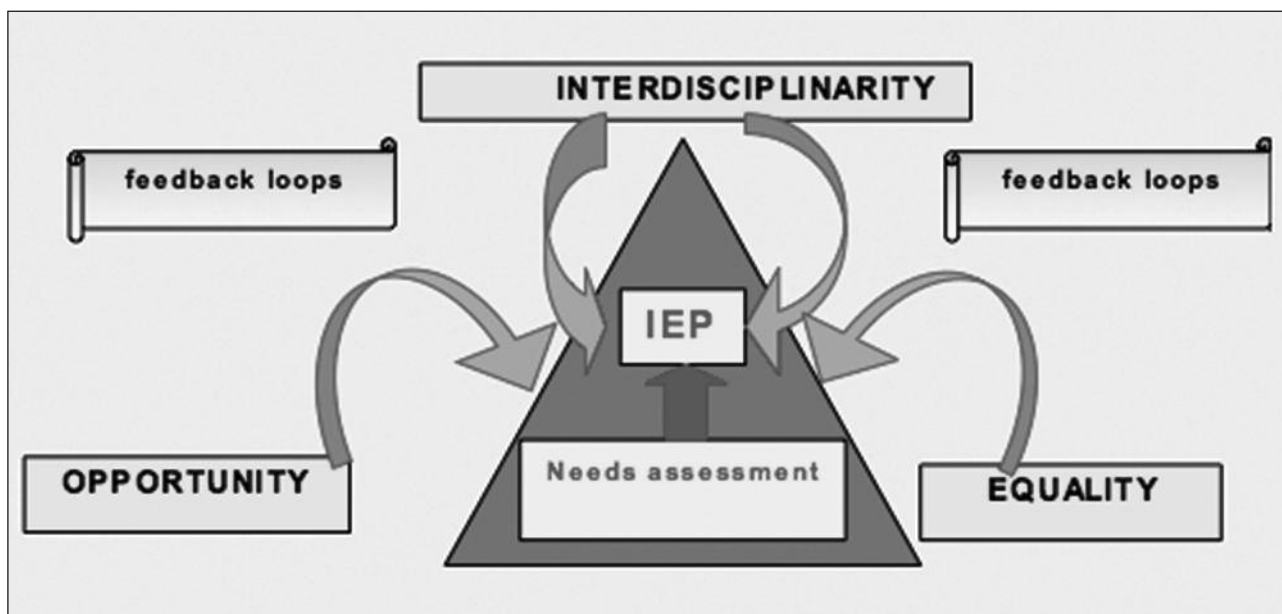 INTERDISCIPLINARITY
feedback loops
feedback loops
IEP
OPPORTUNITY
Needs assessment
EQUALITY